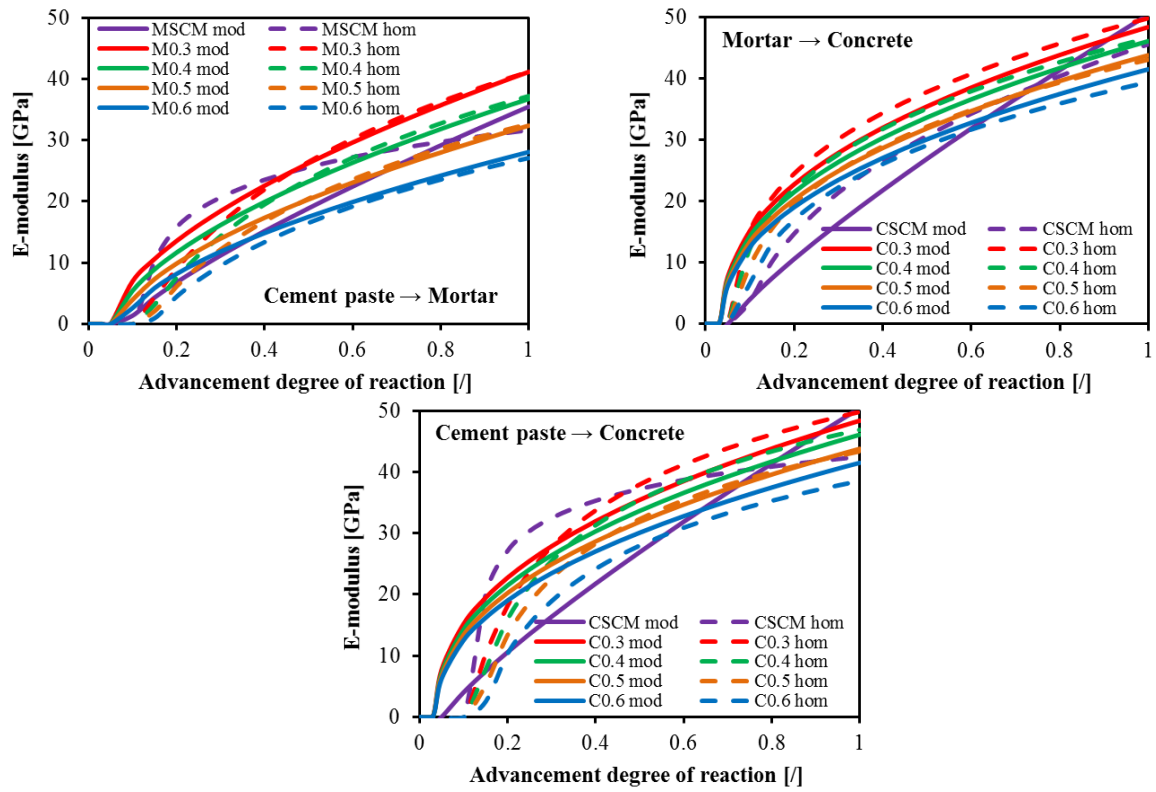 50
40
30
20
10
0
E-modulus [GPa]
MSCM mod MSCM hom
M0.3 mod M0.3 hom
M0.4 mod M0.4 hom
M0.5 mod M0.5 hom
M0.6 mod M0.6 hom
Cement paste → Mortar
0 0.2 0.4 0.6 0.8 1
Advancement degree of reaction [/]
50
40
30
20
10
0
E-modulus [GPa]
Mortar → Concrete
CSCM mod CSCM hom
C0.3 mod C0.3 hom
C0.4 mod C0.4 hom
C0.5 mod C0.5 hom
C0.6 mod C0.6 hom
0 0.2 0.4 0.6 0.8 1
Advancement degree of reaction [/]
50
40
30
20
10
0
E-modulus [GPa]
Cement paste → Concrete
CSCM mod CSCM hom
C0.3 mod C0.3 hom
C0.4 mod C0.4 hom
C0.5 mod C0.5 hom
C0.6 mod C0.6 hom
0 0.2 0.4 0.6 0.8 1
Advancement degree of reaction [/]